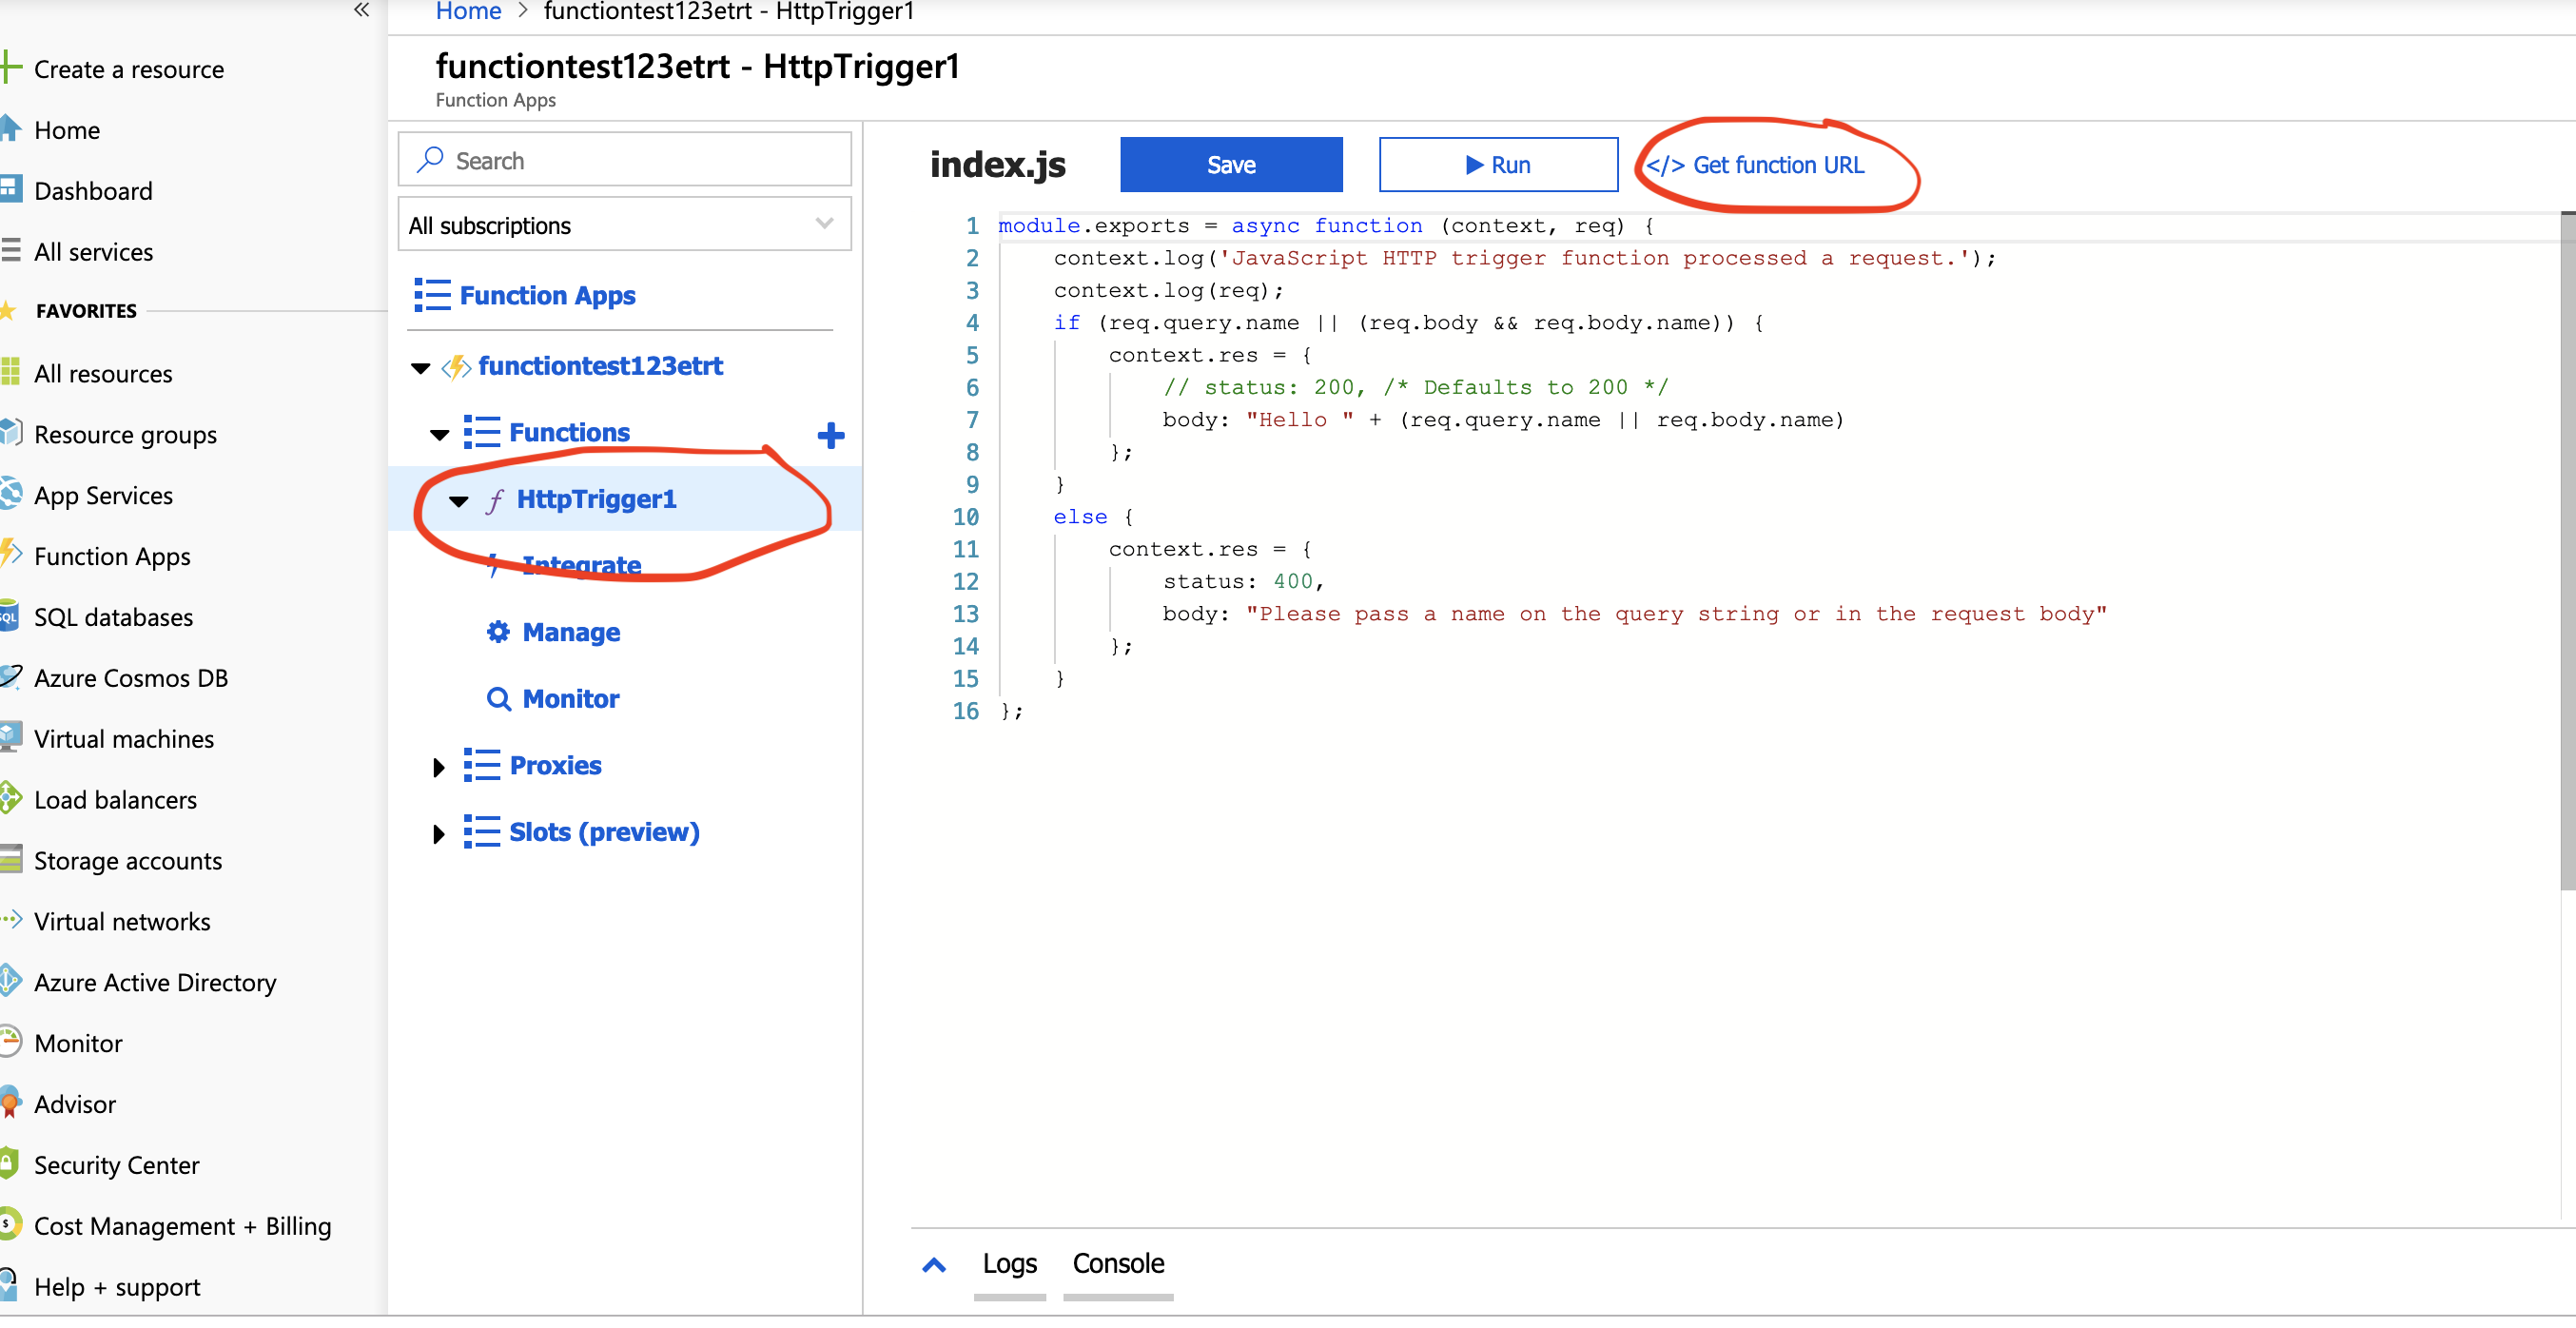 Home > functiontest123etrt - HttpTrigger1
functiontest123etrt - HttpTrigger1
Function Apps
«
Create a resource
Home
Dashboard
All services
FAVORITES
All resources
Resource groups
App Services
Function Apps
SQL databases
Azure Cosmos DB
Virtual machines
Load balancers
Storage accounts
Virtual networks
Azure Active Directory
Monitor
Advisor
Security Center
Cost Management + Billing
Help + support
Search
All subscriptions
Function Apps
functiontest123etrt
Functions
HttpTrigger1
Integrate
Manage
Monitor
Proxies
Slots (preview)
index.js Save Run </> Get function URL
1 module.exports = async function (context, req) {
2     context.log('JavaScript HTTP trigger function processed a request.');
3     context.log(req);
4     if (req.query.name || (req.body && req.body.name)) {
5         context.res = {
6             // status: 200, /* Defaults to 200 */
7             body: "Hello " + (req.query.name || req.body.name)
8         };
9     }
10     else {
11         context.res = {
12             status: 400,
13             body: "Please pass a name on the query string or in the request body"
14         };
15     }
16 };
Logs Console